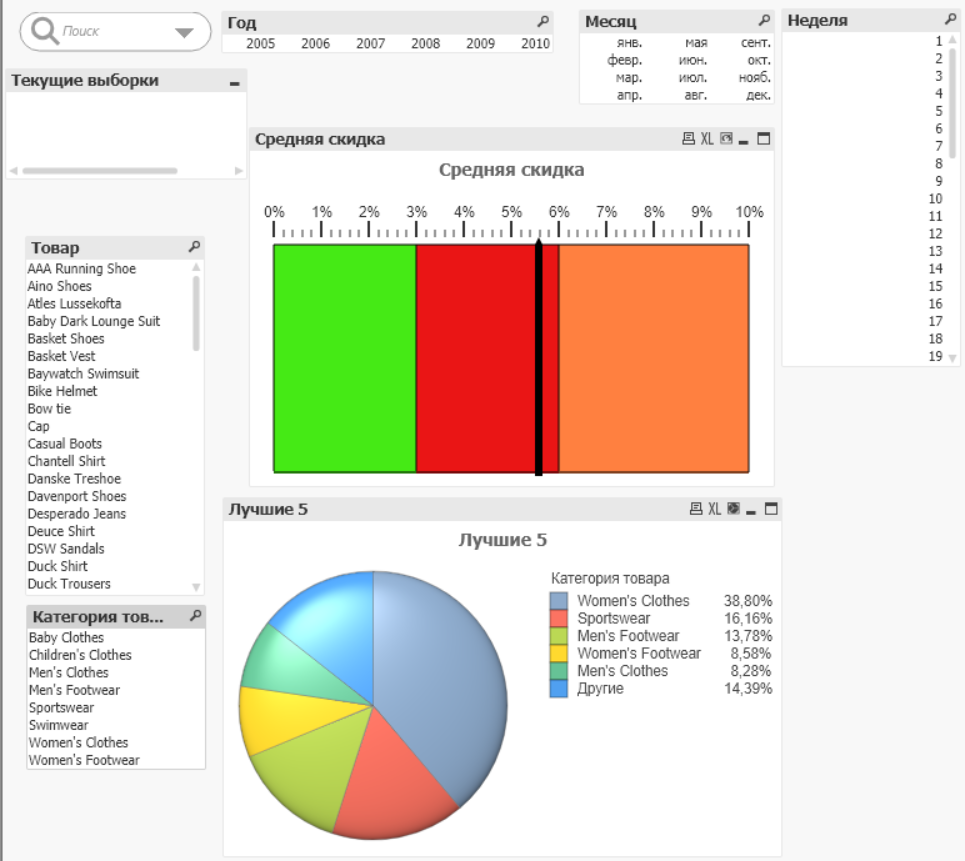 Поиск
Год
2005 2006 2007 2008 2009 2010
Месяц
янв. мая сент.
февр. июн. окт.
мар. июл. нояб.
апр. авг. дек.
Неделя
1
2
3
4
5
6
7
8
9
10
11
12
13
14
15
16
17
18
19
Текущие выборки
Средняя скидка
XL
Средняя скидка
0% 1% 2% 3% 4% 5% 6% 7% 8% 9% 10%
Товар
AAA Running Shoe
Aino Shoes
Atles Lussekofta
Baby Dark Lounge Suit
Basket Shoes
Basket Vest
Baywatch Swimsuit
Bike Helmet
Bow tie
Cap
Casual Boots
Chantell Shirt
Danske Treshoe
Davenport Shoes
Desperado Jeans
Deuce Shirt
DSW Sandals
Duck Shirt
Duck Trousers
Категория тов...
Baby Clothes
Children's Clothes
Men's Clothes
Men's Footwear
Sportswear
Swimwear
Women's Clothes
Women's Footwear
Лучшие 5
XL
Лучшие 5
Категория товара
Women's Clothes 38,80%
Sportswear 16,16%
Men's Footwear 13,78%
Women's Footwear 8,58%
Men's Clothes 8,28%
Другие 14,39%